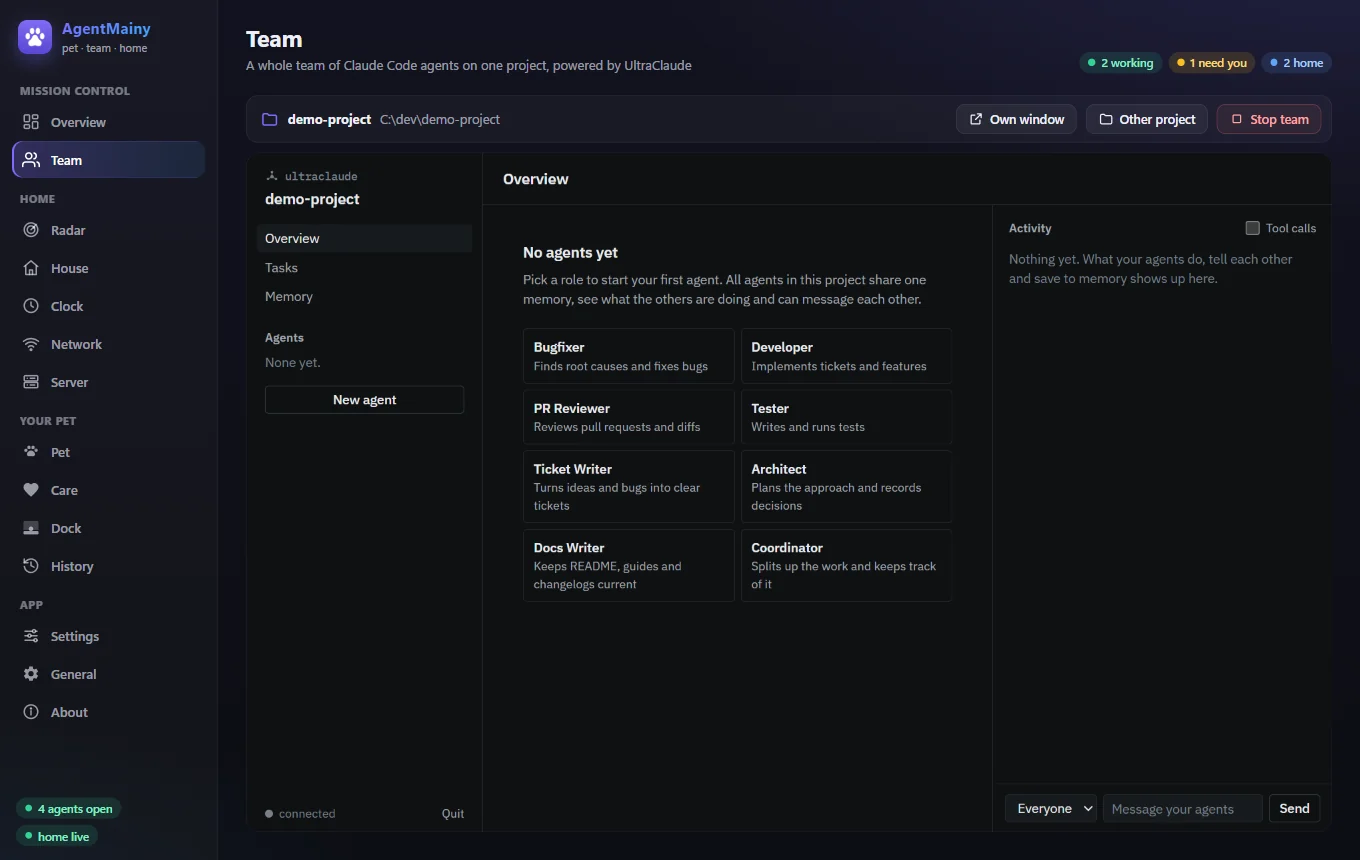 AgentMainy
pet · team · home
MISSION CONTROL
Overview
Team
HOME
Radar
House
Clock
Network
Server
YOUR PET
Pet
Care
Dock
History
APP
Settings
General
About
4 agents open
home live
Team
A whole team of Claude Code agents on one project, powered by UltraClaude
2 working
1 need you
2 home
demo-project C:\dev\demo-project
Own window
Other project
Stop team
ultraclaude
demo-project
Overview
Tasks
Memory
Agents
None yet.
New agent
connected
Quit
Overview
No agents yet
Pick a role to start your first agent. All agents in this project share one
memory, see what the others are doing and can message each other.
Bugfixer
Finds root causes and fixes bugs
Developer
Implements tickets and features
PR Reviewer
Reviews pull requests and diffs
Tester
Writes and runs tests
Ticket Writer
Turns ideas and bugs into clear
tickets
Architect
Plans the approach and records
decisions
Docs Writer
Keeps README, guides and
changelogs current
Coordinator
Splits up the work and keeps track
of it
Activity
Tool calls
Nothing yet. What your agents do, tell each other
and save to memory shows up here.
Everyone
Message your agents
Send